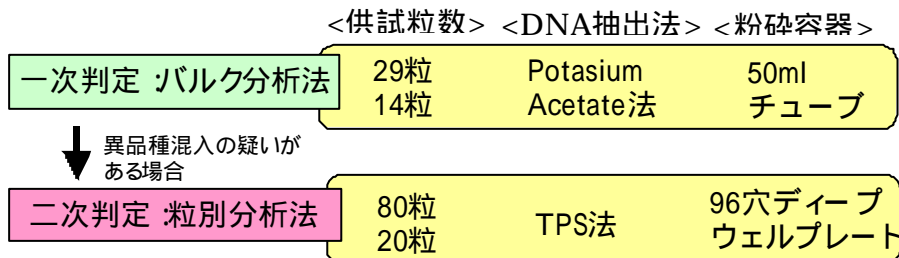 <供試粒数> <DNA抽出法> <粉砕容器>
一次判定:バルク分析法
29粒 Potasium 50ml
14粒 Acetate法 チューブ
異品種混入の疑いが
ある場合
二次判定:粒別分析法
80粒 TPS法 96穴ディープ
20粒 ウェルプレート